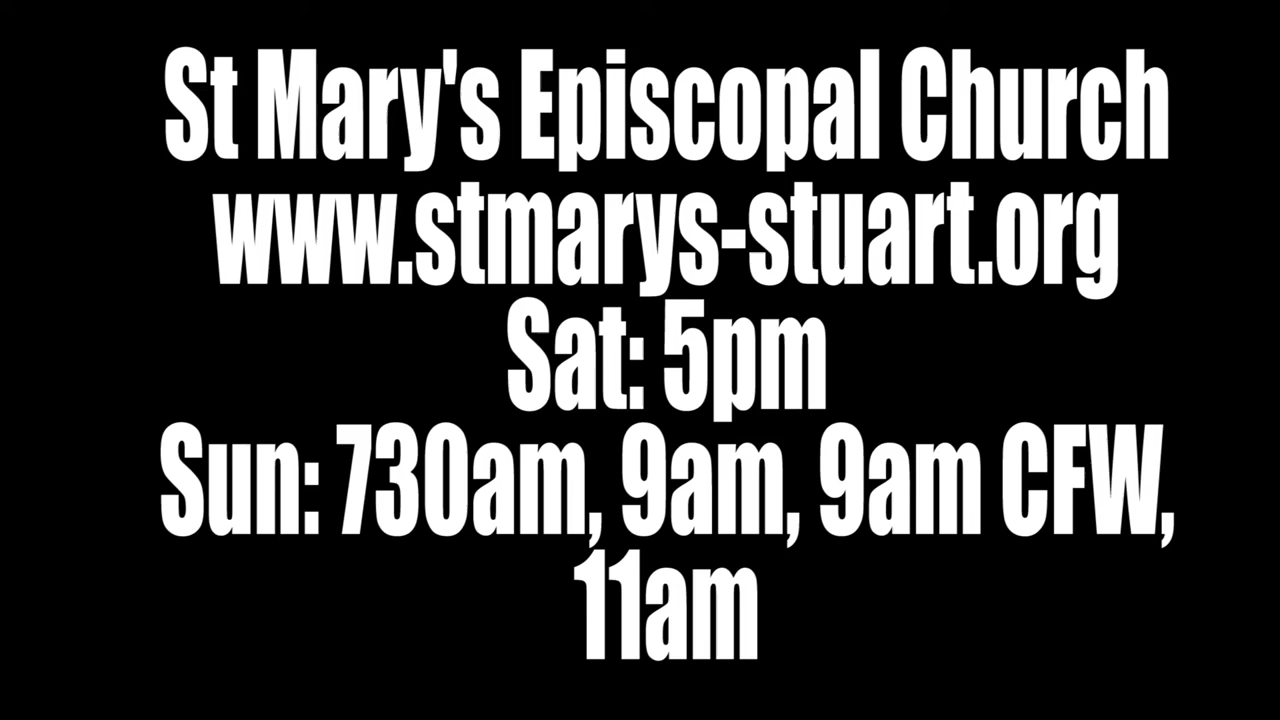 St Mary's Episcopal Church
www.stmarys-stuart.org
Sat: 5pm
Sun: 730am, 9am, 9am CFW,
11am